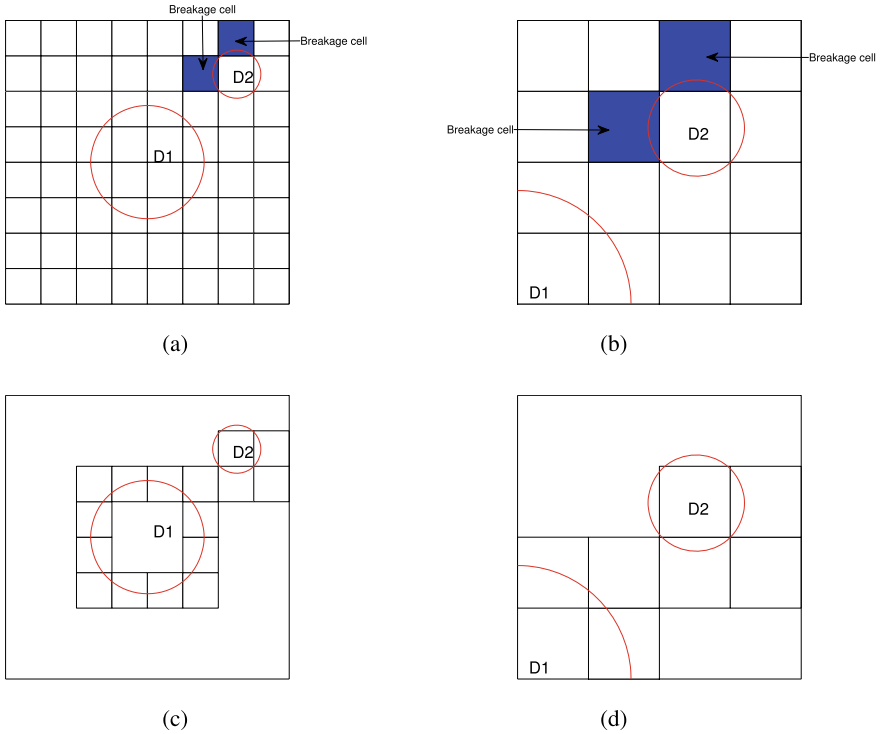 Breakage cell
Breakage cell
D2
D1
(a)
Breakage cell
Breakage cell
D2
D1
(b)
D2
D1
(c)
D2
D1
(d)